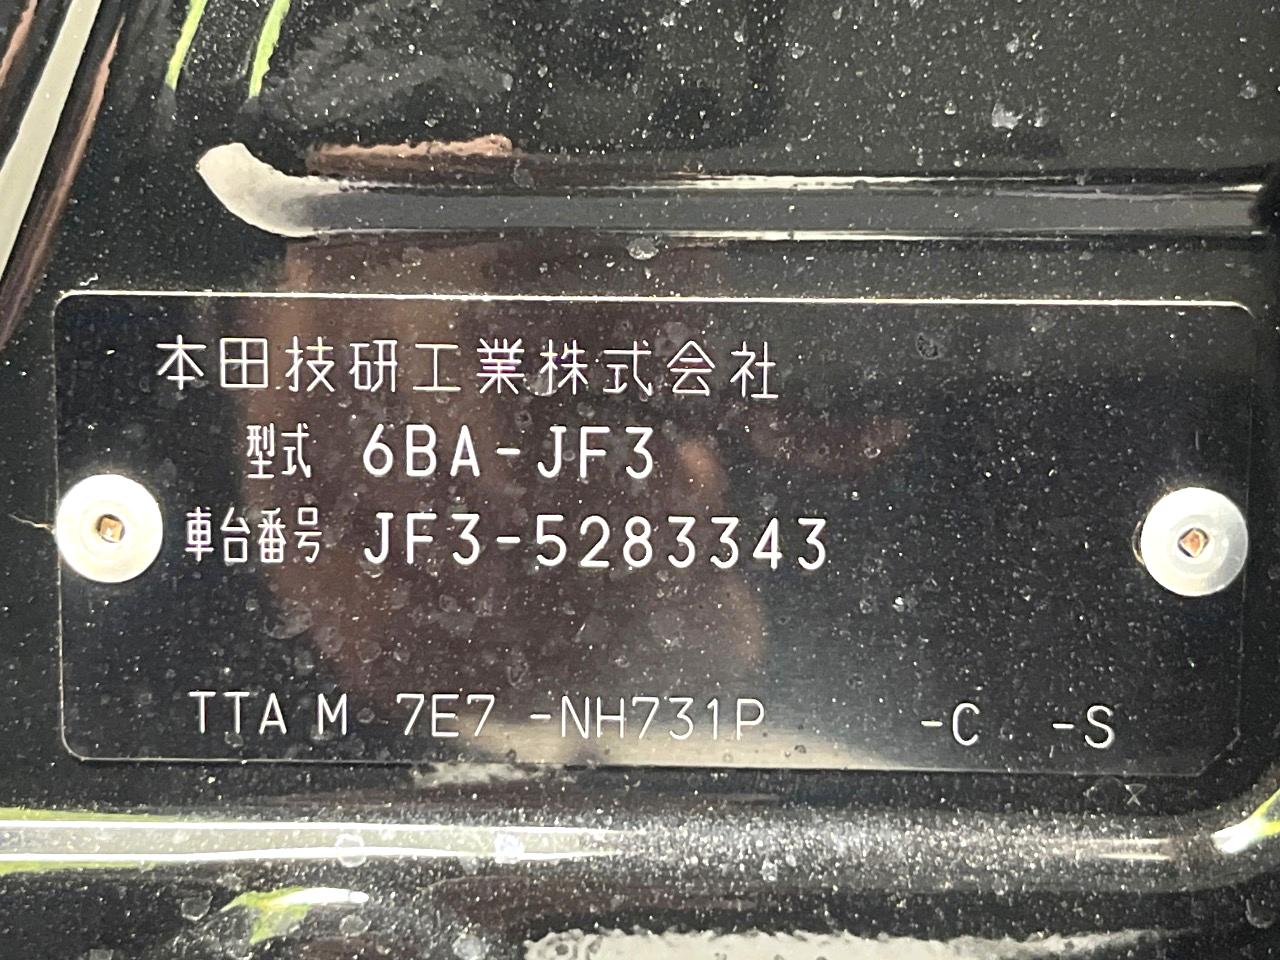 本田技研工業株式会社
型式 6BA-JF3
車台番号 JF3-5283343
TTA M 7E7 -NH731P -C -S